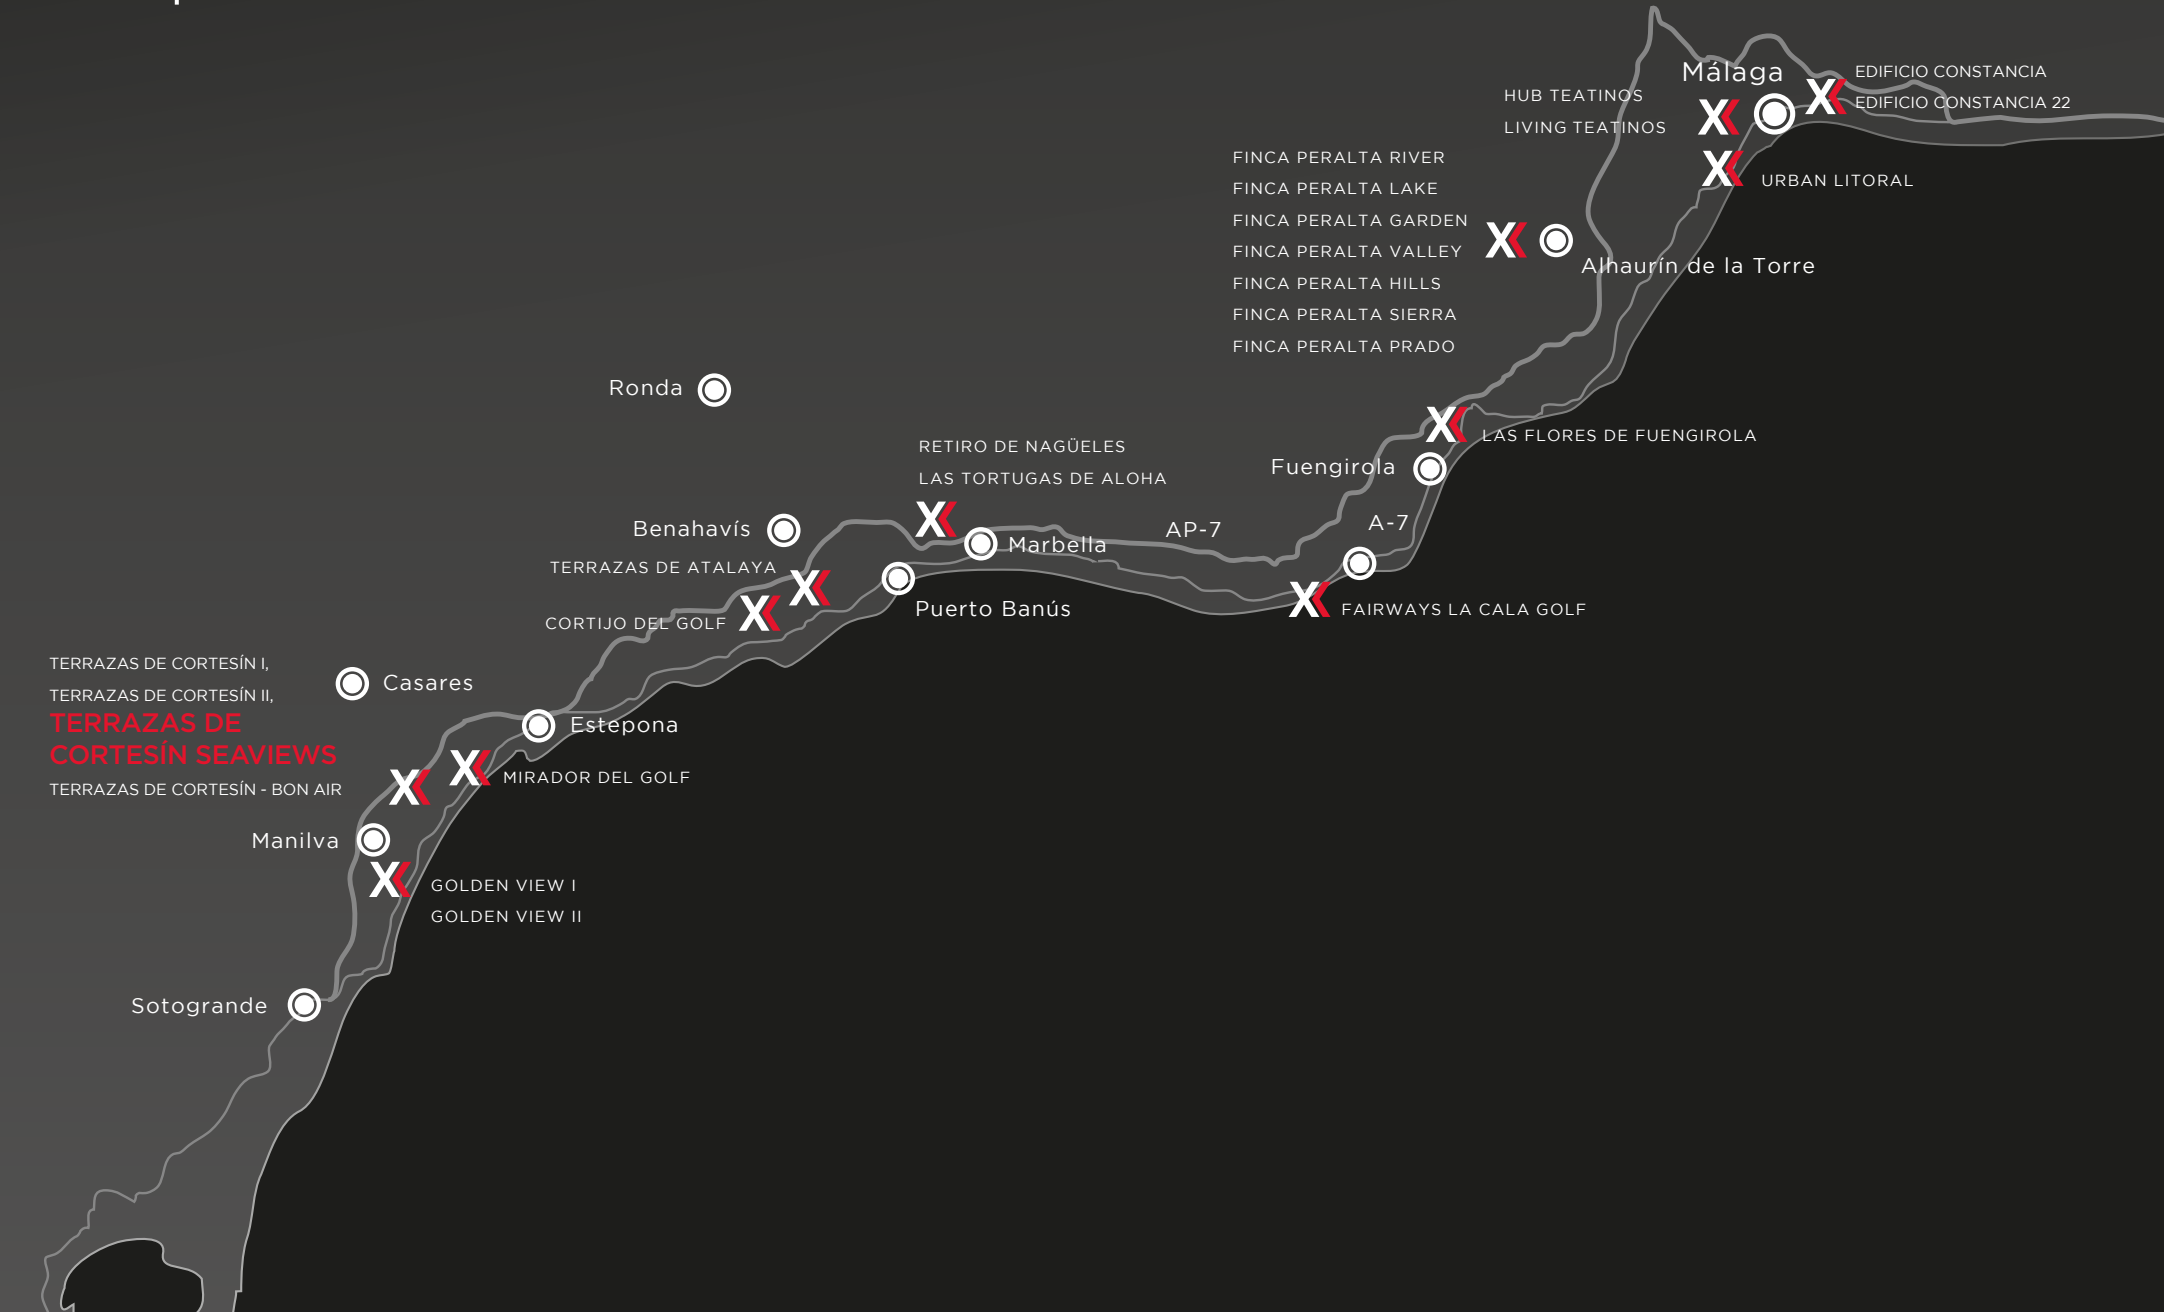 Málaga
EDIFICIO CONSTANCIA
EDIFICIO CONSTANCIA 22
HUB TEATINOS
LIVING TEATINOS
URBAN LITORAL
FINCA PERALTA RIVER
FINCA PERALTA LAKE
FINCA PERALTA GARDEN
FINCA PERALTA VALLEY
FINCA PERALTA HILLS
FINCA PERALTA SIERRA
FINCA PERALTA PRADO
Alhaurín de la Torre
Ronda
RETIRO DE NAGÜELES
LAS TORTUGAS DE ALOHA
LAS FLORES DE FUENGIROLA
Fuengirola
Benahavís
Marbella
AP-7
A-7
TERRAZAS DE ATALAYA
CORTIJO DEL GOLF
Puerto Banús
FAIRWAYS LA CALA GOLF
TERRAZAS DE CORTESÍN I,
TERRAZAS DE CORTESÍN II,
TERRAZAS DE
CORTESÍN SEAVIEWS
TERRAZAS DE CORTESÍN - BON AIR
Casares
Estepona
MIRADOR DEL GOLF
Manilva
GOLDEN VIEW I
GOLDEN VIEW II
Sotogrande